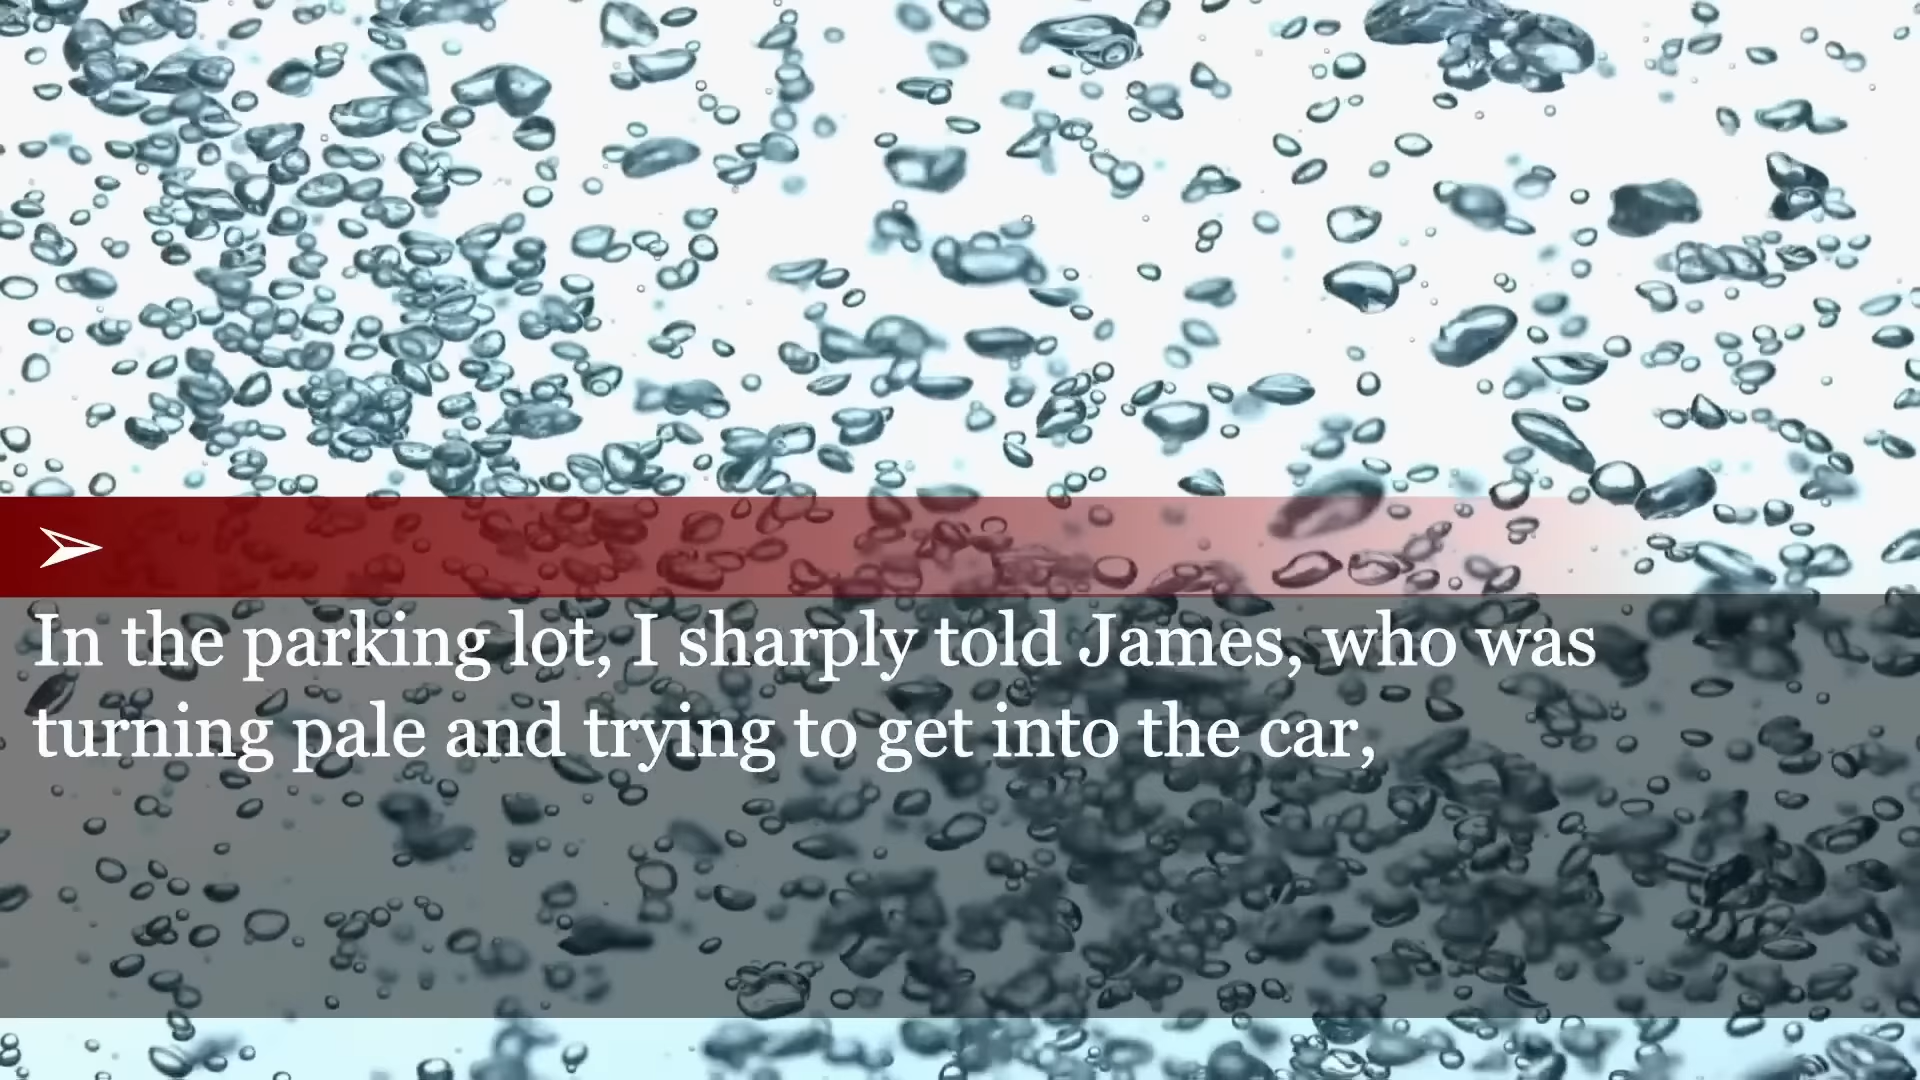 In the parking lot, I sharply told James, who was
turning pale and trying to get into the car,